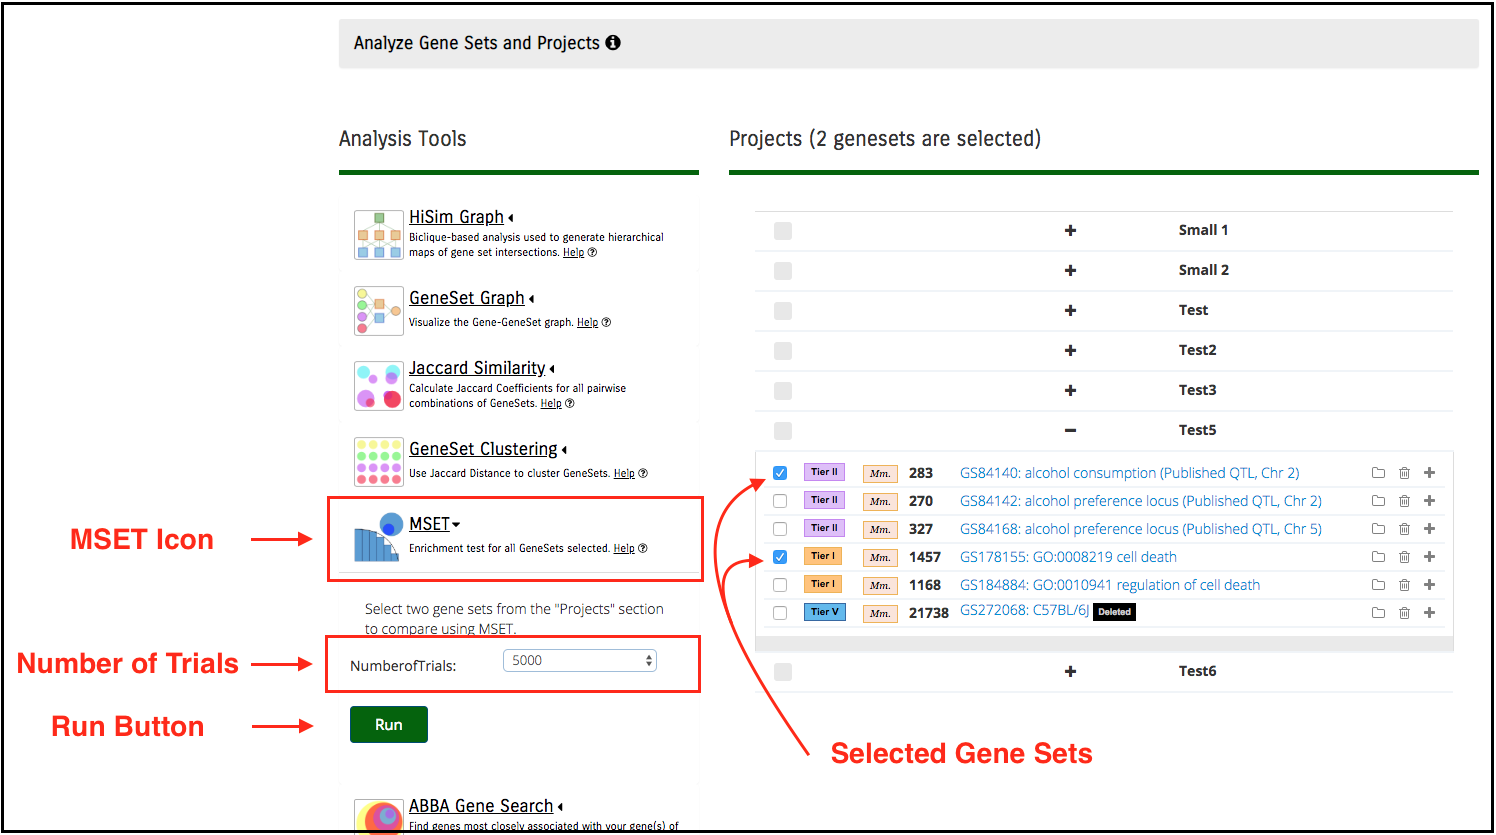 Analyze Gene Sets and Projects
Analysis Tools
Projects (2 genesets are selected)
HiSim Graph
Biclique-based analysis used to generate hierarchical
maps of gene set intersections. Help
GeneSet Graph
Visualize the Gene-GeneSet graph. Help
Jaccard Similarity
Calculate Jaccard Coefficients for all pairwise
combinations of GeneSets. Help
GeneSet Clustering
Use Jaccard Distance to cluster GeneSets. Help
MSET Icon
MSET
Enrichment test for all GeneSets selected. Help
Select two gene sets from the "Projects" section
to compare using MSET.
Number of Trials
NumberofTrials: 5000
Run Button
Run
ABBA Gene Search
Find genes most closely associated with your gene(s) of
Small 1
Small 2
Test
Test2
Test3
Test5
Tier II Mm. 283 GS84140: alcohol consumption (Published QTL, Chr 2)
Tier II Mm. 270 GS84142: alcohol preference locus (Published QTL, Chr 2)
Tier II Mm. 327 GS84168: alcohol preference locus (Published QTL, Chr 5)
Tier I Mm. 1457 GS178155: GO:0008219 cell death
Tier I Mm. 1168 GS184884: GO:0010941 regulation of cell death
Tier V Mm. 21738 GS272068: C57BL/6J Deleted
Test6
Selected Gene Sets